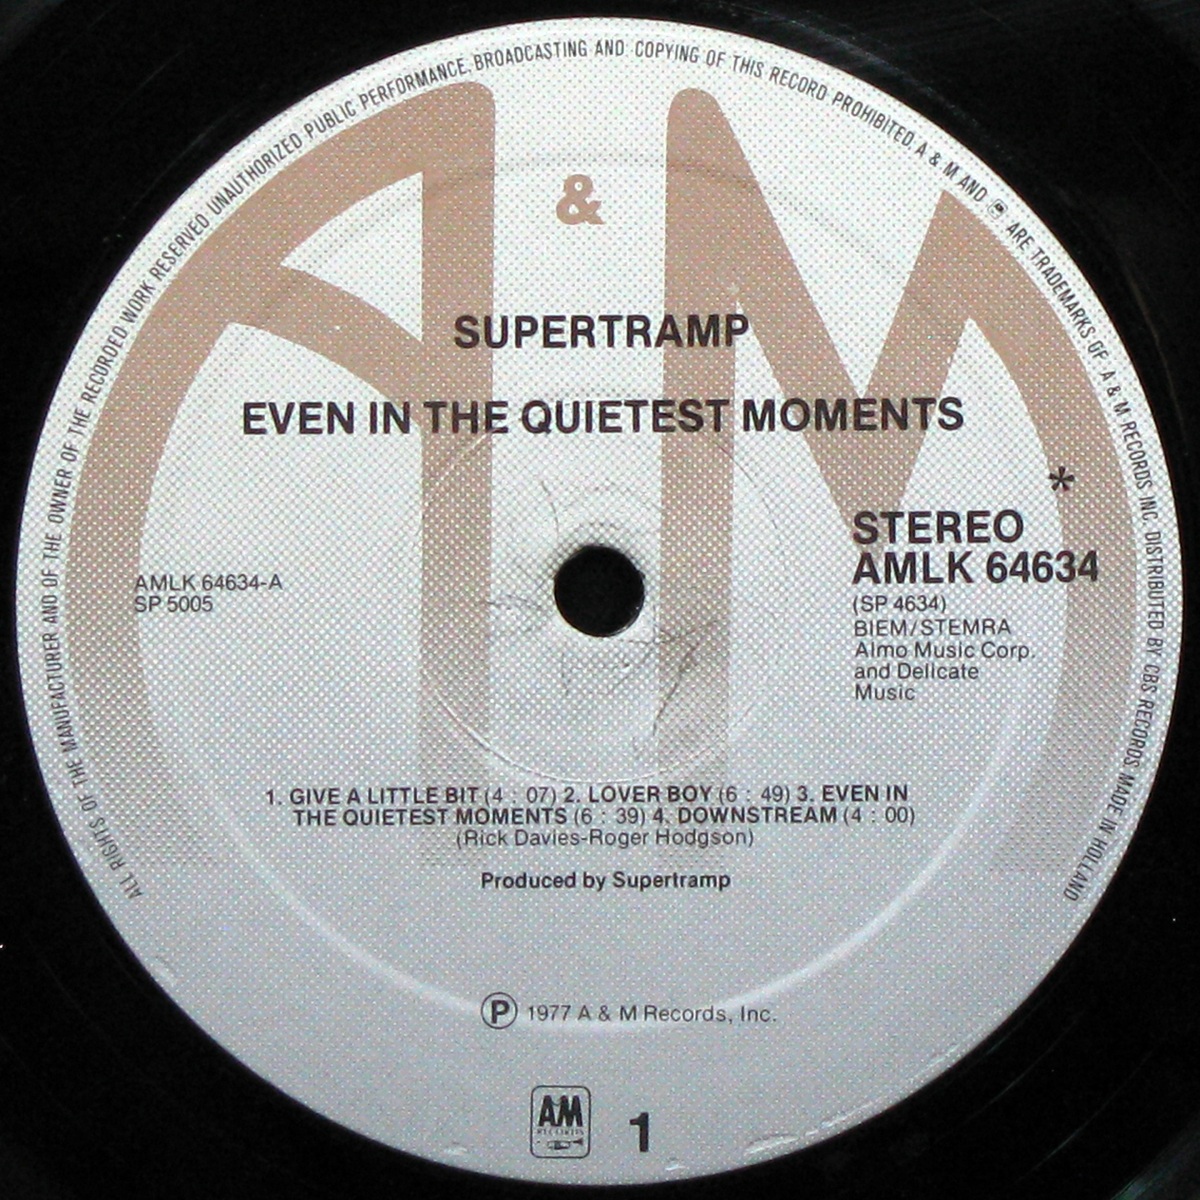 ALL RIGHTS OF THE MANUFACTURER AND OF THE OWNER OF THE RECORDED WORK RESERVED UNAUTHORIZED PUBLIC PERFORMANCE, BROADCASTING AND COPYING OF THIS RECORD PROHIBITED A & M AND ARE TRADEMARKS OF A & M RECORDS INC. DISTRIBUTED BY CBS RECORDS MADE IN HOLLAND
A & M
SUPERTRAMP
EVEN IN THE QUIETEST MOMENTS
*
STEREO
AMLK 64634
(SP 4634)
BIEM/STEMRA
Almo Music Corp.
and Delicate
Music
AMLK 64634-A
SP 5005
1. GIVE A LITTLE BIT (4 : 07) 2. LOVER BOY (6 : 49) 3. EVEN IN
THE QUIETEST MOMENTS (6 : 39) 4. DOWNSTREAM (4 : 00)
(Rick Davies-Roger Hodgson)
Produced by Supertramp
℗ 1977 A & M Records, Inc.
AM
RECORDS
1